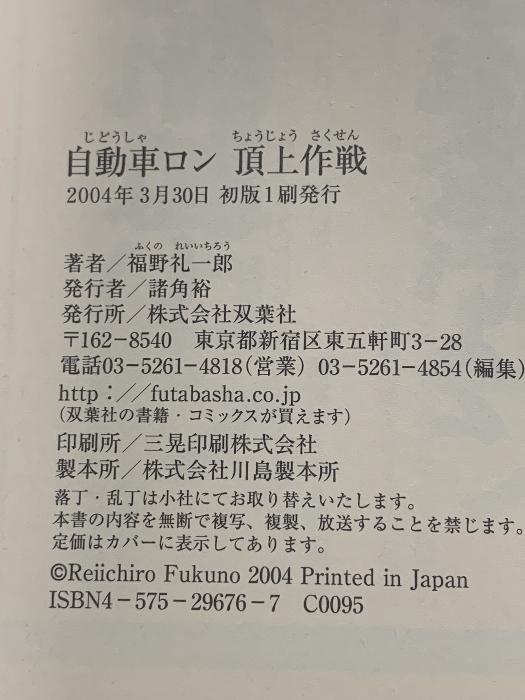 じどうしゃ ちょうじょう さくせん
自動車ロン 頂上作戦
2004年3月30日 初版1刷発行
ふくの れいいちろう
著者／福野礼一郎
発行者／諸角裕
発行所／株式会社双葉社
〒162−8540 東京都新宿区東五軒町3−28
電話03−5261−4818(営業) 03−5261−4854(編集)
http：//futabasha.co.jp
(双葉社の書籍・コミックスが買えます)
印刷所／三晃印刷株式会社
製本所／株式会社川島製本所
落丁・乱丁は小社にてお取り替えいたします。
本書の内容を無断で複写、複製、放送することを禁じます。
定価はカバーに表示してあります。
©Reiichiro Fukuno 2004 Printed in Japan
ISBN4−575−29676−7 C0095